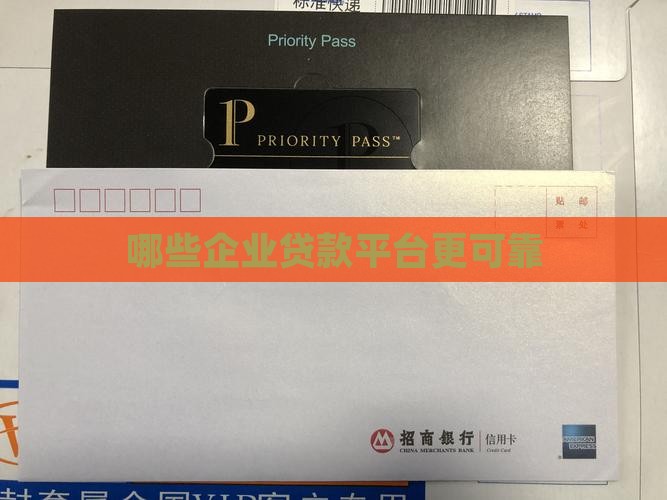 标准快递
Priority Pass
PRIORITY PASS™
贴 邮
票 处
哪些企业贷款平台更可靠
招商银行 信用卡
CHINA MERCHANTS BANK Credit Card
AMERICAN
EXPRESS